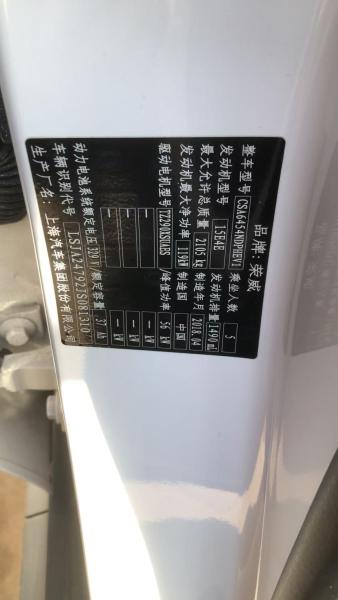 品牌:荣威
整车型号 CSA6454NDPHEV1 乘坐人数 5
发动机型号 15E4E 发动机排量 1490mL
最大允许总质量 2105 kg 制造年月 2018.04
发动机最大净功率 119kW 制造国 中国
驱动电机型号 TZ290XS0LES /峰值功率 56 kW
— — kW
— — kW
— — kW
动力电池系统额定电压 329 V/额定容量 37 Ah
车辆识别代号
生产厂名:上海汽车集团股份有限公司